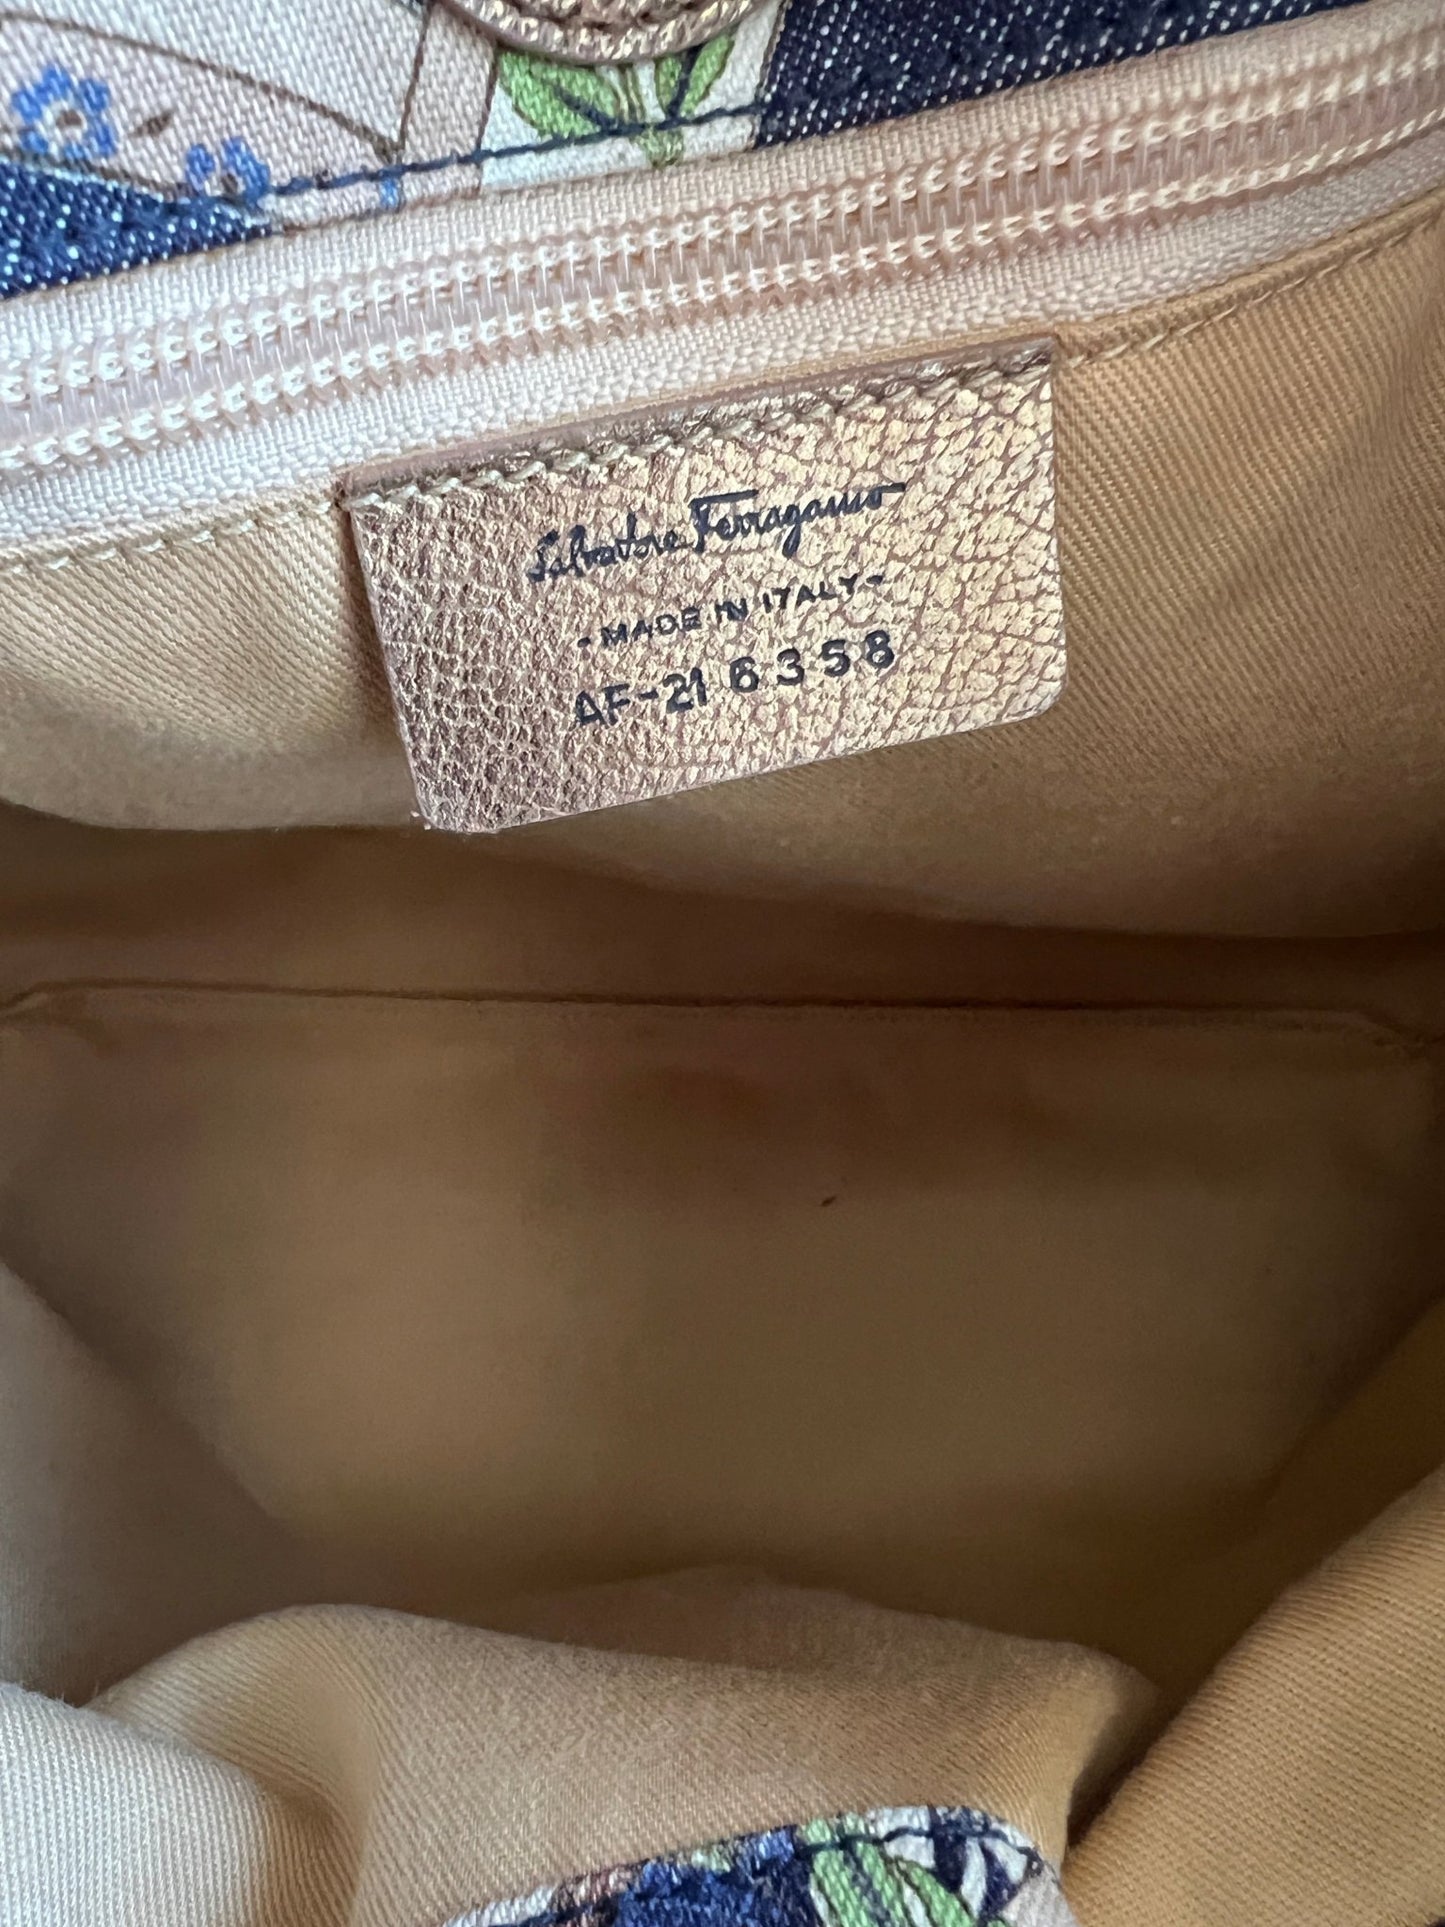 Salvatore Ferragamo
- MADE IN ITALY -
AF-21 6358